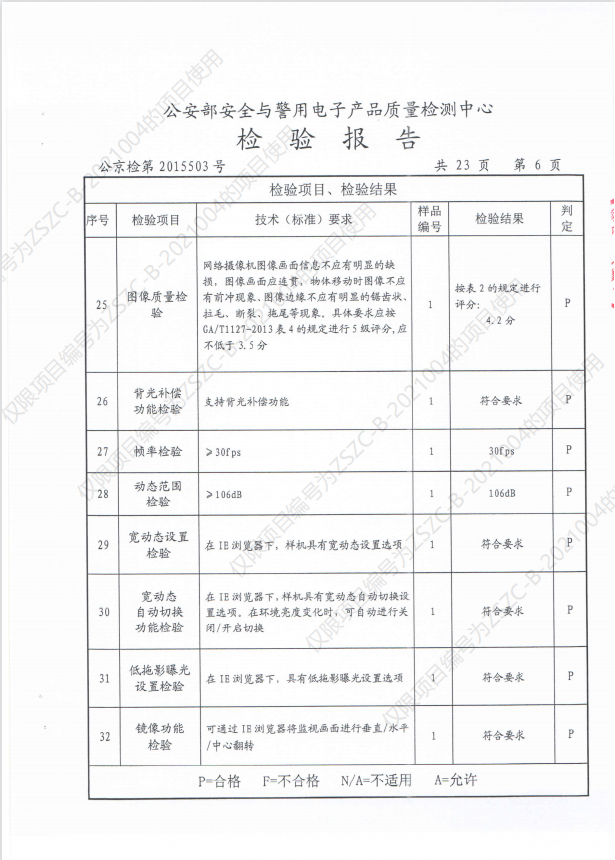 公安部安全与警用电子产品质量检测中心
检 验 报 告
公京检第 2015503 号 共 23 页 第 6 页
检验项目、检验结果
序号 检验项目 技术(标准)要求 样品编号 检验结果 判定
25 图像质量检验 网络摄像机图像画面信息不应有明显的缺
损,图像画面应连贯,物体移动时图像不应
有前冲现象、图像边缘不应有明显的锯齿状、
拉毛、断裂、拖尾等现象。具体要求应按
GA/T1127-2013 表 4 的规定进行 5 级评分,应
不低于 3.5 分 1 按表 2 的规定进行
评分:
4.2 分 P
26 背光补偿
功能检验 支持背光补偿功能 1 符合要求 P
27 帧率检验 ≥30fps 1 30fps P
28 动态范围
检验 ≥106dB 1 106dB P
29 宽动态设置
检验 在 IE 浏览器下,样机具有宽动态设置选项 1 符合要求 P
30 宽动态
自动切换
功能检验 在 IE 浏览器下,样机具有宽动态自动切换设
置选项。在环境亮度变化时,可自动进行关
闭/开启切换 1 符合要求 P
31 低拖影曝光
设置检验 在 IE 浏览器下,具有低拖影曝光设置选项 1 符合要求 P
32 镜像功能
检验 可通过 IE 浏览器将监视画面进行垂直/水平
/中心翻转 1 符合要求 P
P=合格 F=不合格 N/A=不适用 A=允许
仅限项目编号为ZSZC-B-2021004的项目使用